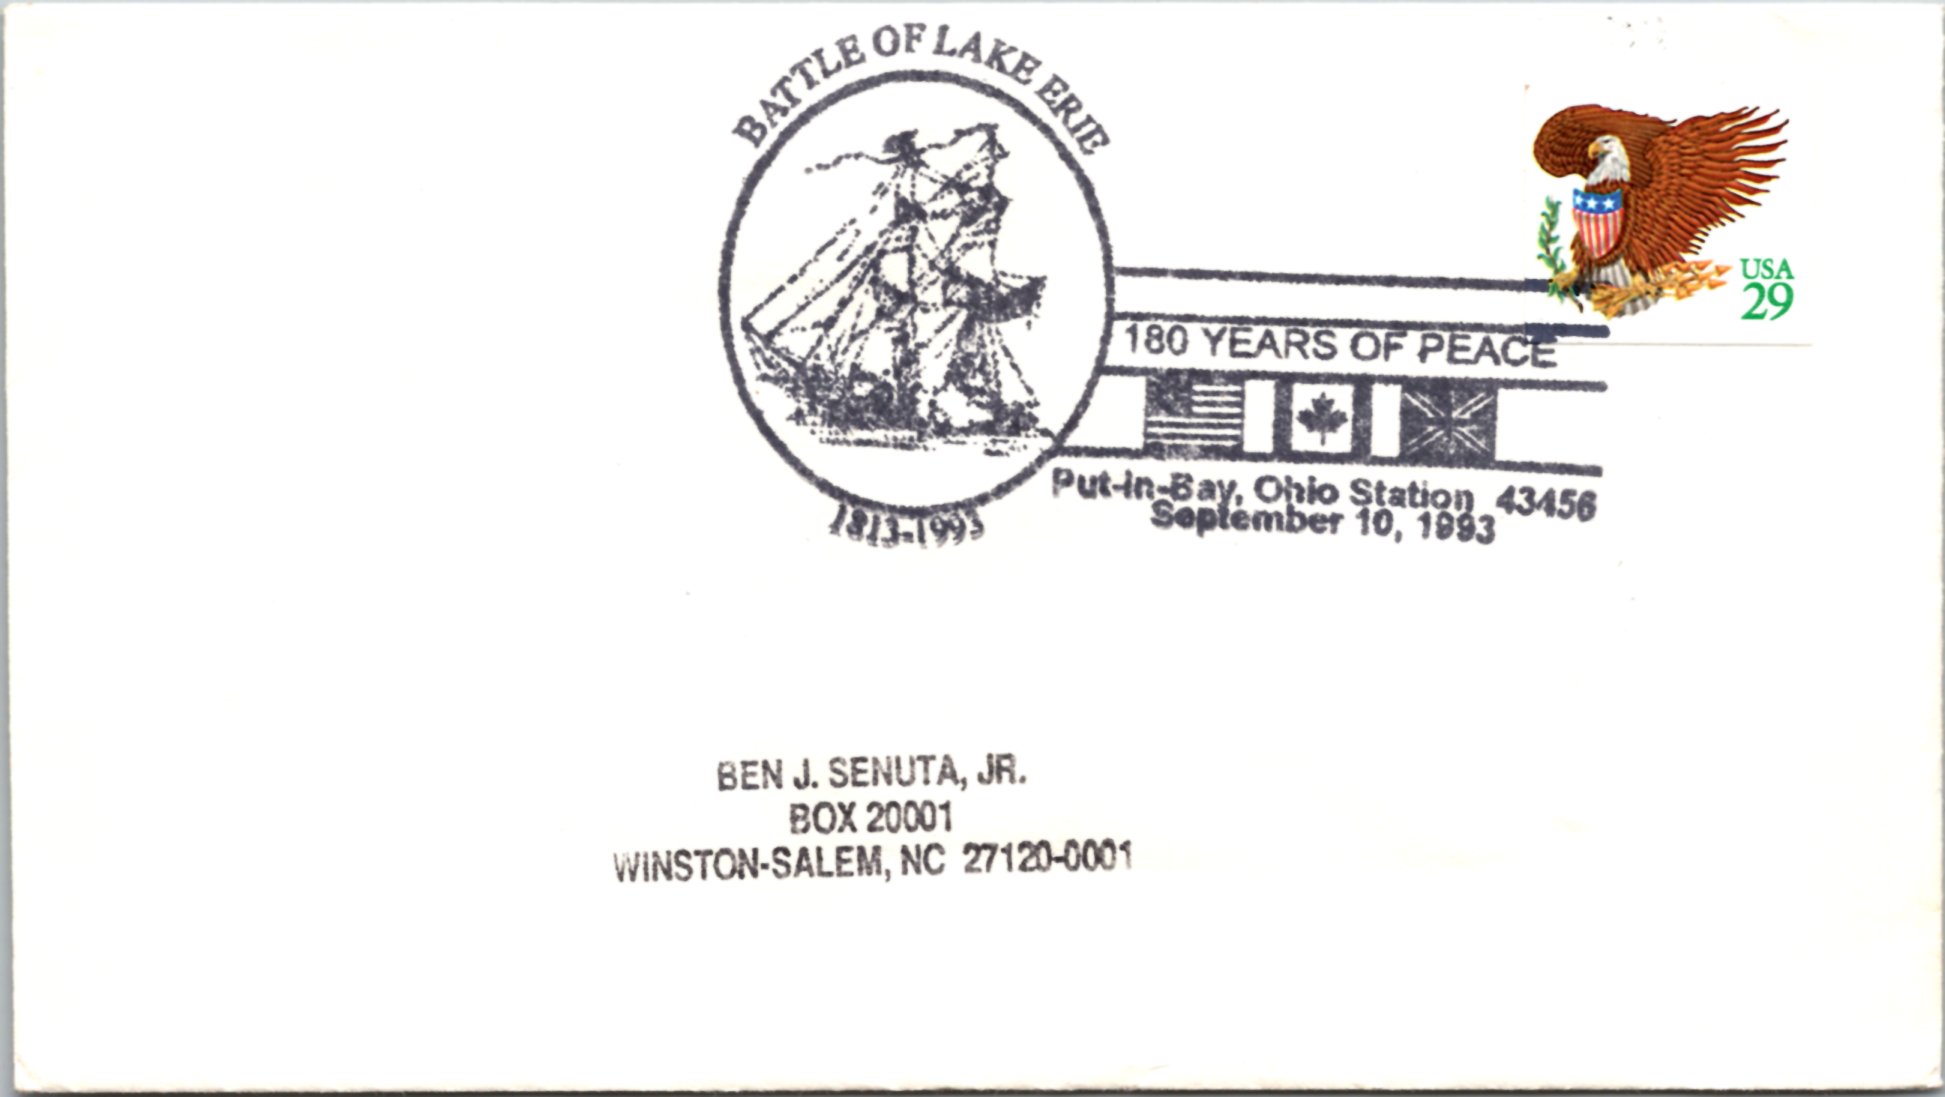 BATTLE OF LAKE ERIE
USA
29
180 YEARS OF PEACE
Put-in-Bay, Ohio Station 43456
September 10, 1993
1813-1993
BEN J. SENUTA, JR.
BOX 20001
WINSTON-SALEM, NC 27120-0001